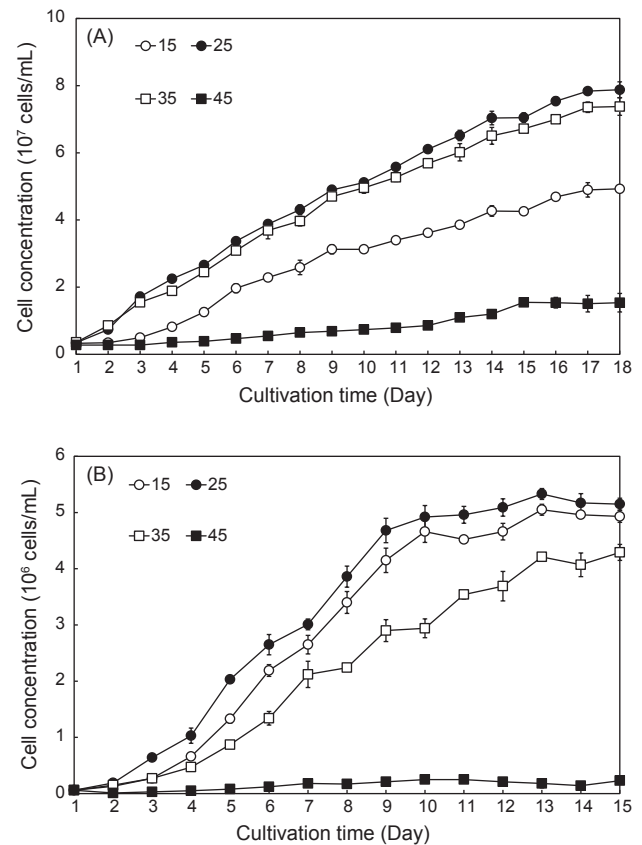 (A)
15 25
35 45
Cell concentration (10⁷ cells/mL)
10
8
6
4
2
0
1 2 3 4 5 6 7 8 9 10 11 12 13 14 15 16 17 18
Cultivation time (Day)
(B)
15 25
35 45
Cell concentration (10⁶ cells/mL)
6
5
4
3
2
1
0
1 2 3 4 5 6 7 8 9 10 11 12 13 14 15
Cultivation time (Day)